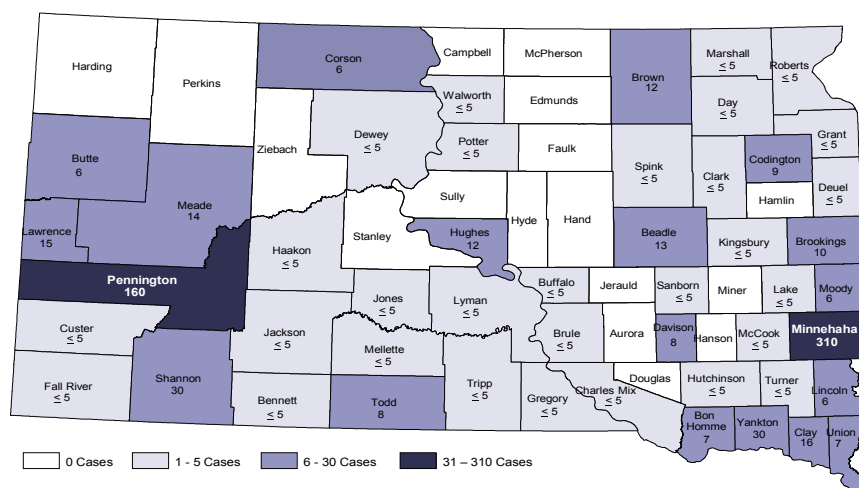 Harding
Perkins
Corson
6
Campbell
McPherson
Brown
12
Marshall
≤ 5
Roberts
≤ 5
Walworth
≤ 5
Edmunds
Day
≤ 5
Butte
6
Ziebach
Dewey
≤ 5
Potter
≤ 5
Faulk
Spink
≤ 5
Clark
≤ 5
Codington
9
Grant
≤ 5
Hamlin
Deuel
≤ 5
Meade
14
Lawrence
15
Sully
Hyde
Hand
Stanley
Hughes
12
Beadle
13
Kingsbury
≤ 5
Brookings
10
Haakon
≤ 5
Pennington
160
Jones
≤ 5
Lyman
≤ 5
Buffalo
≤ 5
Jerauld
Sanborn
≤ 5
Miner
Lake
≤ 5
Moody
6
Custer
≤ 5
Jackson
≤ 5
Mellette
≤ 5
Brule
≤ 5
Aurora
Davison
8
Hanson
McCook
≤ 5
Minnehaha
310
Fall River
≤ 5
Shannon
30
Bennett
≤ 5
Todd
8
Tripp
≤ 5
Gregory
≤ 5
Charles Mix
≤ 5
Douglas
Hutchinson
≤ 5
Turner
≤ 5
Lincoln
6
Bon
Homme
7
Yankton
30
Clay
16
Union
7
0 Cases
1 - 5 Cases
6 - 30 Cases
31 – 310 Cases